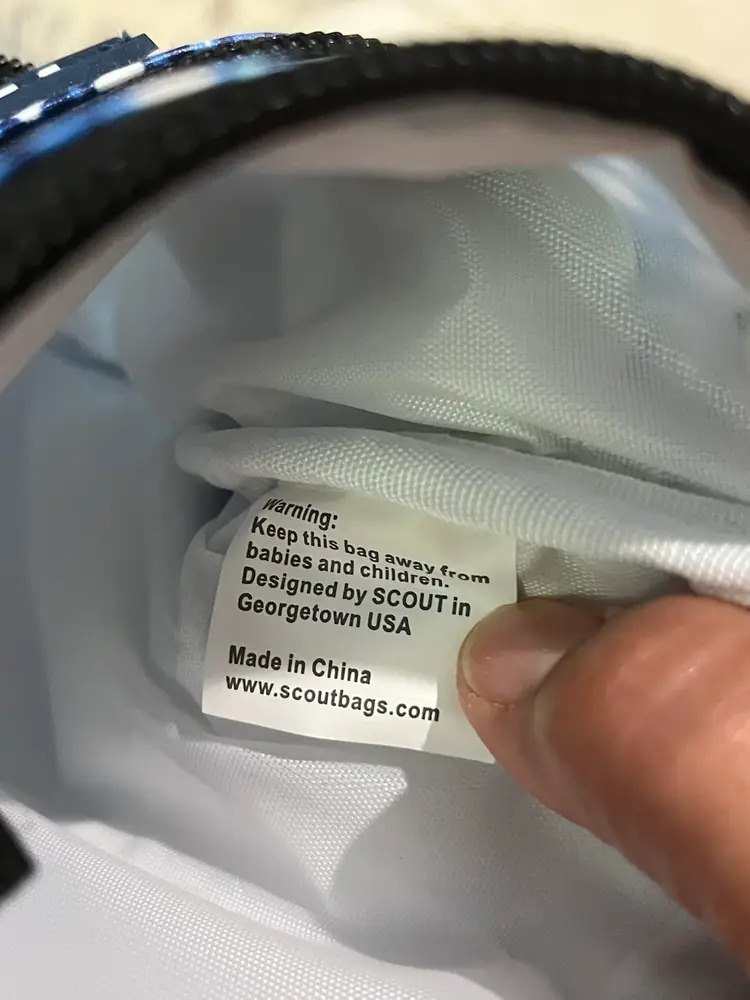 Warning:
Keep this bag away from
babies and children.
Designed by SCOUT in
Georgetown USA
Made in China
www.scoutbags.com